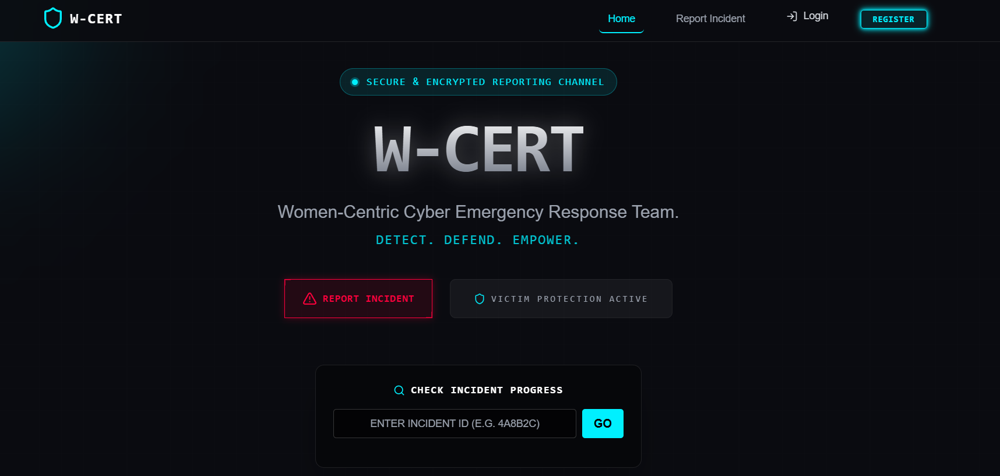 W-CERT
Home
Report Incident
Login
REGISTER
SECURE & ENCRYPTED REPORTING CHANNEL
W-CERT
Women-Centric Cyber Emergency Response Team.
DETECT. DEFEND. EMPOWER.
REPORT INCIDENT
VICTIM PROTECTION ACTIVE
CHECK INCIDENT PROGRESS
ENTER INCIDENT ID (E.G. 4A8B2C)
GO